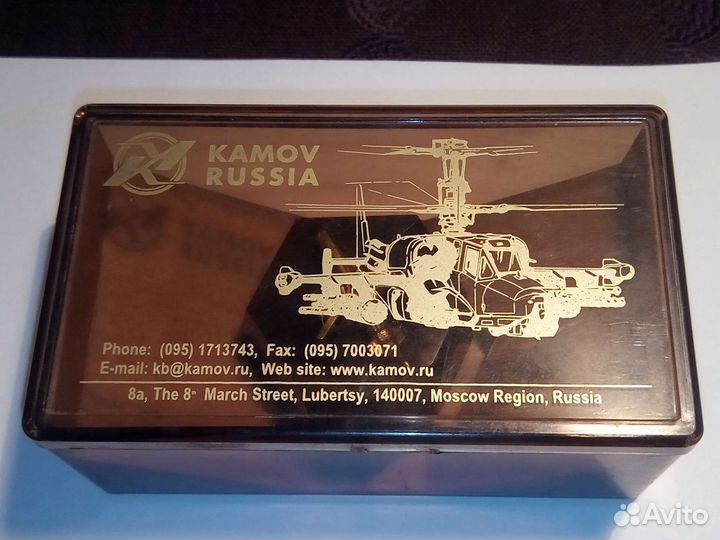 KAMOV
RUSSIA
Phone: (095) 1713743, Fax: (095) 7003071
E-mail: kb@kamov.ru, Web site: www.kamov.ru
8a, The 8th March Street, Lubertsy, 140007, Moscow Region, Russia
Avito